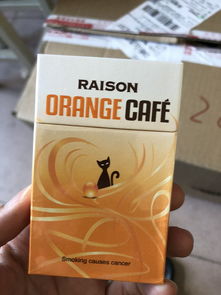 RAISON
ORANGE CAFÉ
Smoking causes cancer